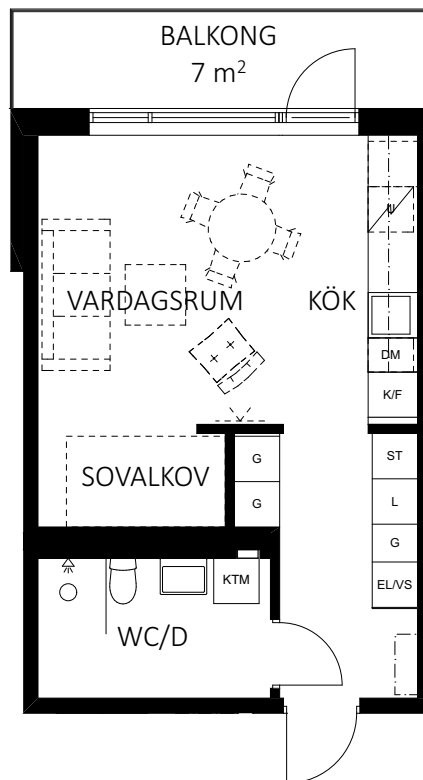 BALKONG
7 m²
VARDAGSRUM KÖK
DM
K/F
G ST
SOVALKOV
G L
G
KTM EL/VS
WC/D